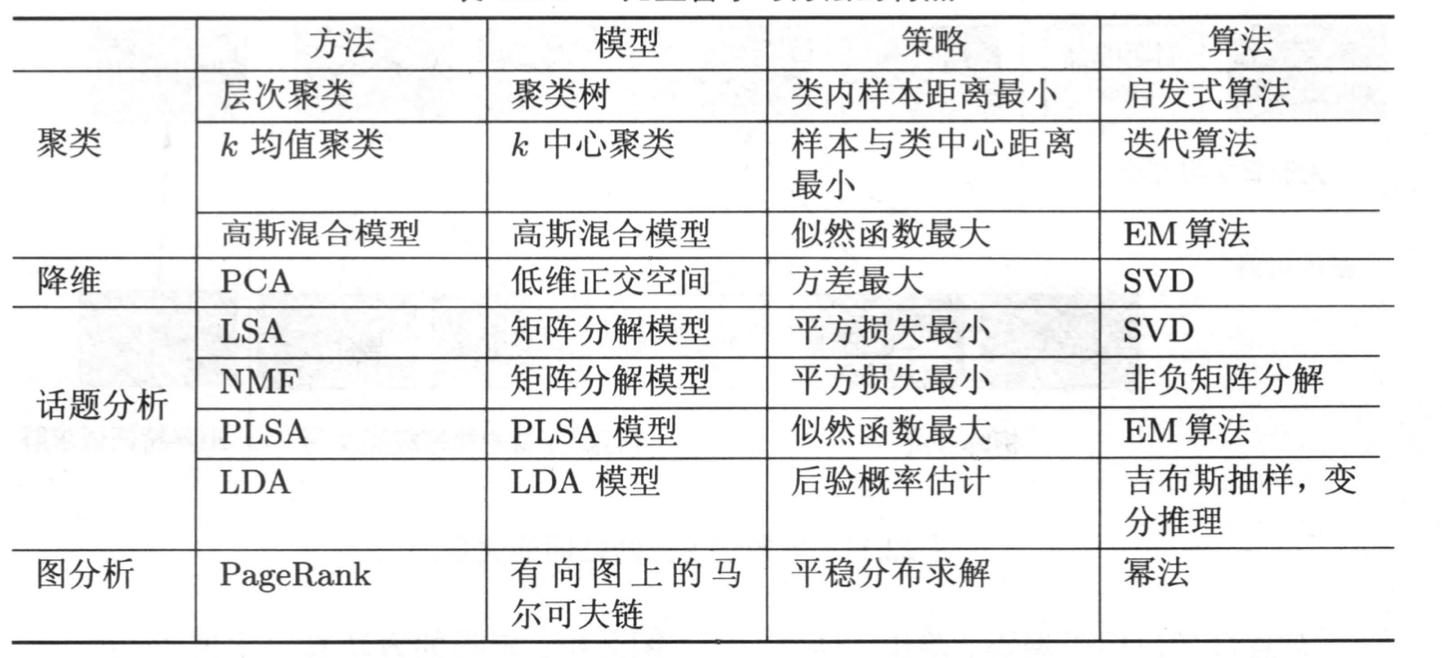 方法 模型 策略 算法
层次聚类 聚类树 类内样本距离最小 启发式算法
聚类 k 均值聚类 k 中心聚类 样本与类中心距离 迭代算法
最小
高斯混合模型 高斯混合模型 似然函数最大 EM 算法
降维 PCA 低维正交空间 方差最大 SVD
LSA 矩阵分解模型 平方损失最小 SVD
NMF 矩阵分解模型 平方损失最小 非负矩阵分解
话题分析
PLSA PLSA 模型 似然函数最大 EM 算法
LDA LDA 模型 后验概率估计 吉布斯抽样，变
分推理
图分析 PageRank 有向图上的马 平稳分布求解 幂法
尔可夫链